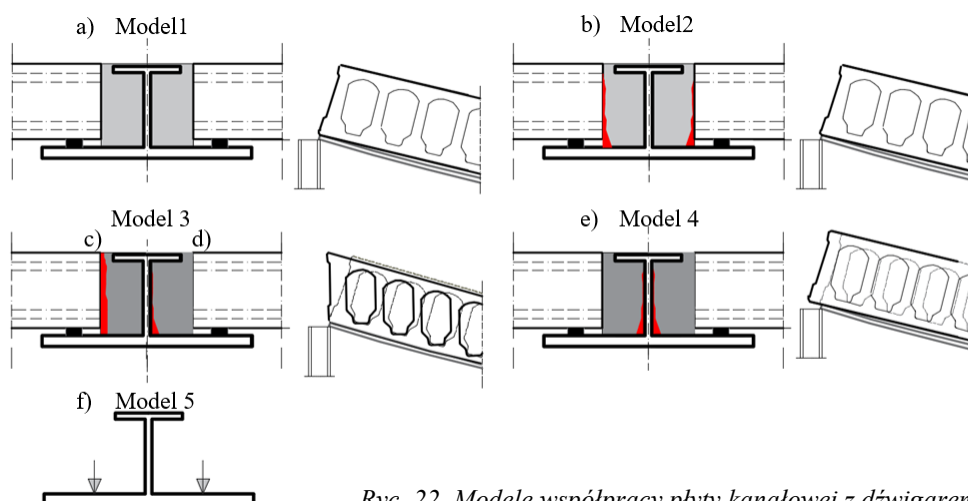 a) Model1
b) Model2
Model 3
c) d)
e) Model 4
f) Model 5
Ryc. 22. Modele współpracy płyty kanałowej z dźwigarem